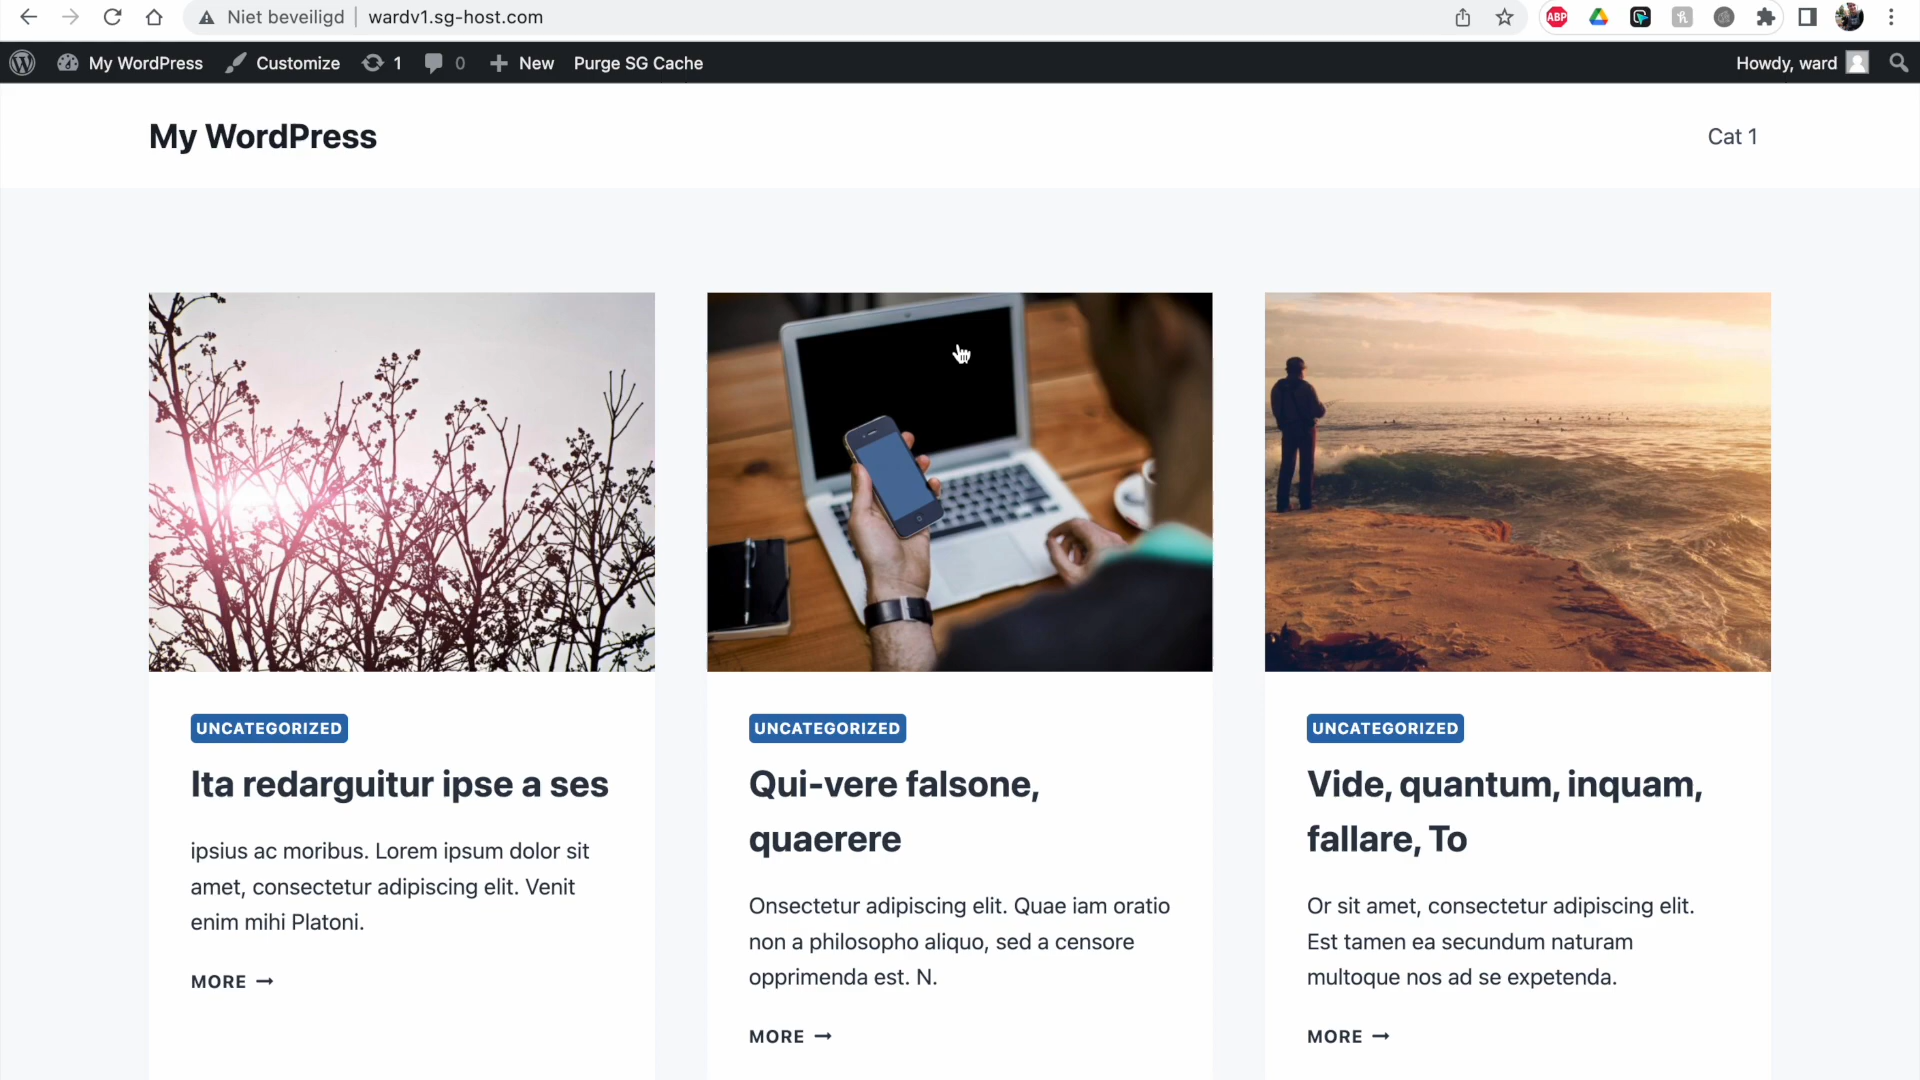 Niet beveiligd wardv1.sg-host.com
ABP
My WordPress Customize 1 0 New Purge SG Cache Howdy, ward
My WordPress Cat 1
UNCATEGORIZED
Ita redarguitur ipse a ses
ipsius ac moribus. Lorem ipsum dolor sit
amet, consectetur adipiscing elit. Venit
enim mihi Platoni.
MORE →
UNCATEGORIZED
Qui-vere falsone,
quaerere
Onsectetur adipiscing elit. Quae iam oratio
non a philosopho aliquo, sed a censore
opprimenda est. N.
MORE →
UNCATEGORIZED
Vide, quantum, inquam,
fallare, To
Or sit amet, consectetur adipiscing elit.
Est tamen ea secundum naturam
multoque nos ad se expetenda.
MORE →